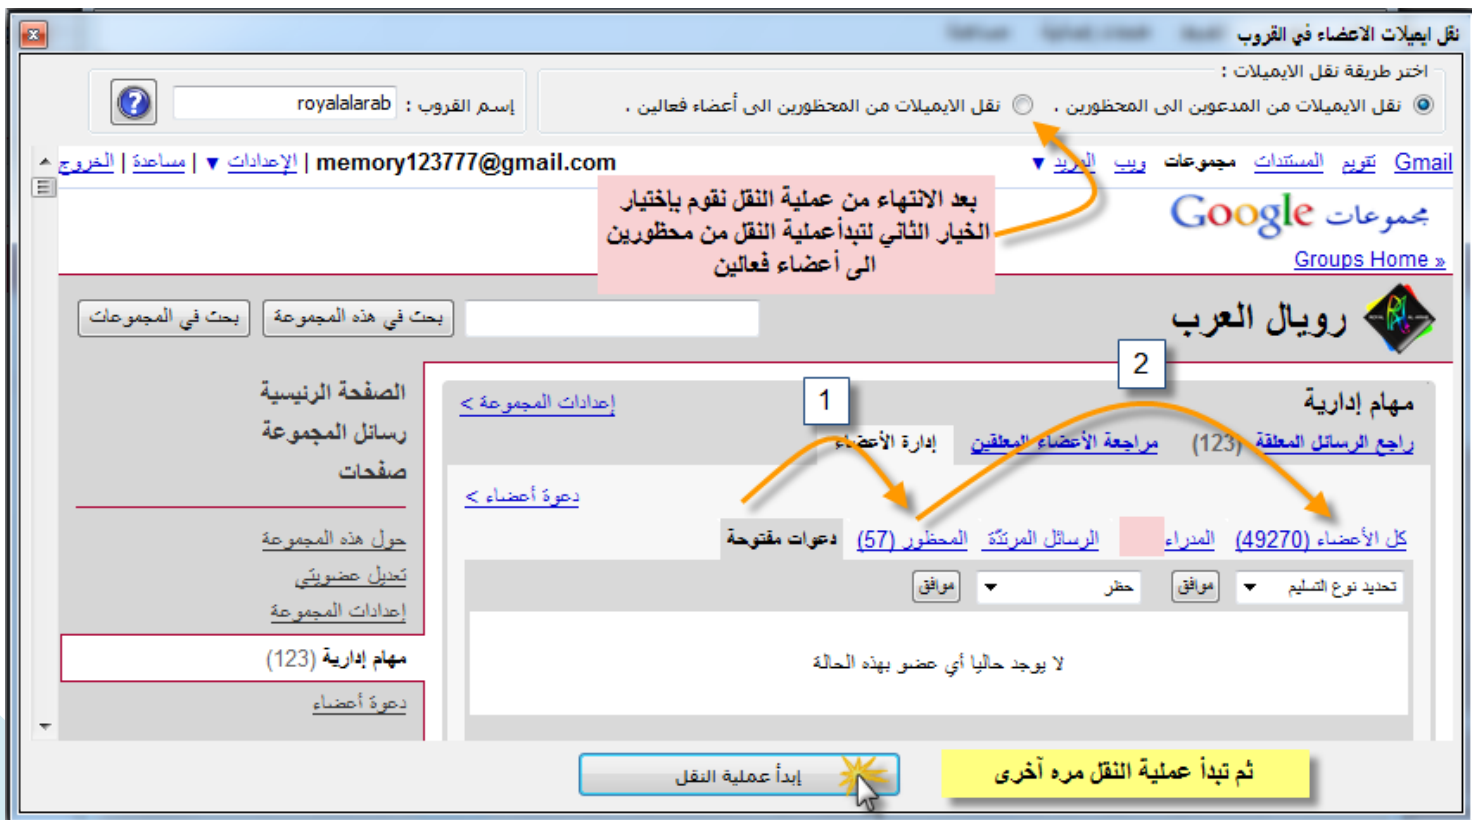 نقل ايميلات الاعضاء في القروب
اختر طريقة نقل الايميلات :
نقل الايميلات من المدعوين الى المحظورين .
نقل الايميلات من المحظورين الى أعضاء فعالين .
إسم القروب : royalalarab
Gmail تقويم المستندات مجموعات ويب المزيد ▼
memory123777@gmail.com | الإعدادات ▼ | مساعدة | الخروج
بعد الانتهاء من عملية النقل نقوم بإختيار
الخيار الثاني لتبدأعملية النقل من محظورين
الى أعضاء فعالين
مجموعات Google
Groups Home »
رويال العرب
بحث في هذه المجموعة
بحث في المجموعات
2
1
مهام إدارية
إعدادات المجموعة >
راجع الرسائل المعلقة (123) مراجعة الأعضاء المعلقين إدارة الأعضاء
دعوة أعضاء >
كل الأعضاء (49270) المدراء الرسائل المرتدّة المحظور (57) دعوات مفتوحة
تحديد نوع التسليم موافق حظر موافق
لا يوجد حاليا أي عضو بهذه الحالة
الصفحة الرئيسية
رسائل المجموعة
صفحات
حول هذه المجموعة
تعديل عضويتي
إعدادات المجموعة
مهام إدارية (123)
دعوة أعضاء
ثم تبدأ عملية النقل مره آخرى
إبدأ عملية النقل